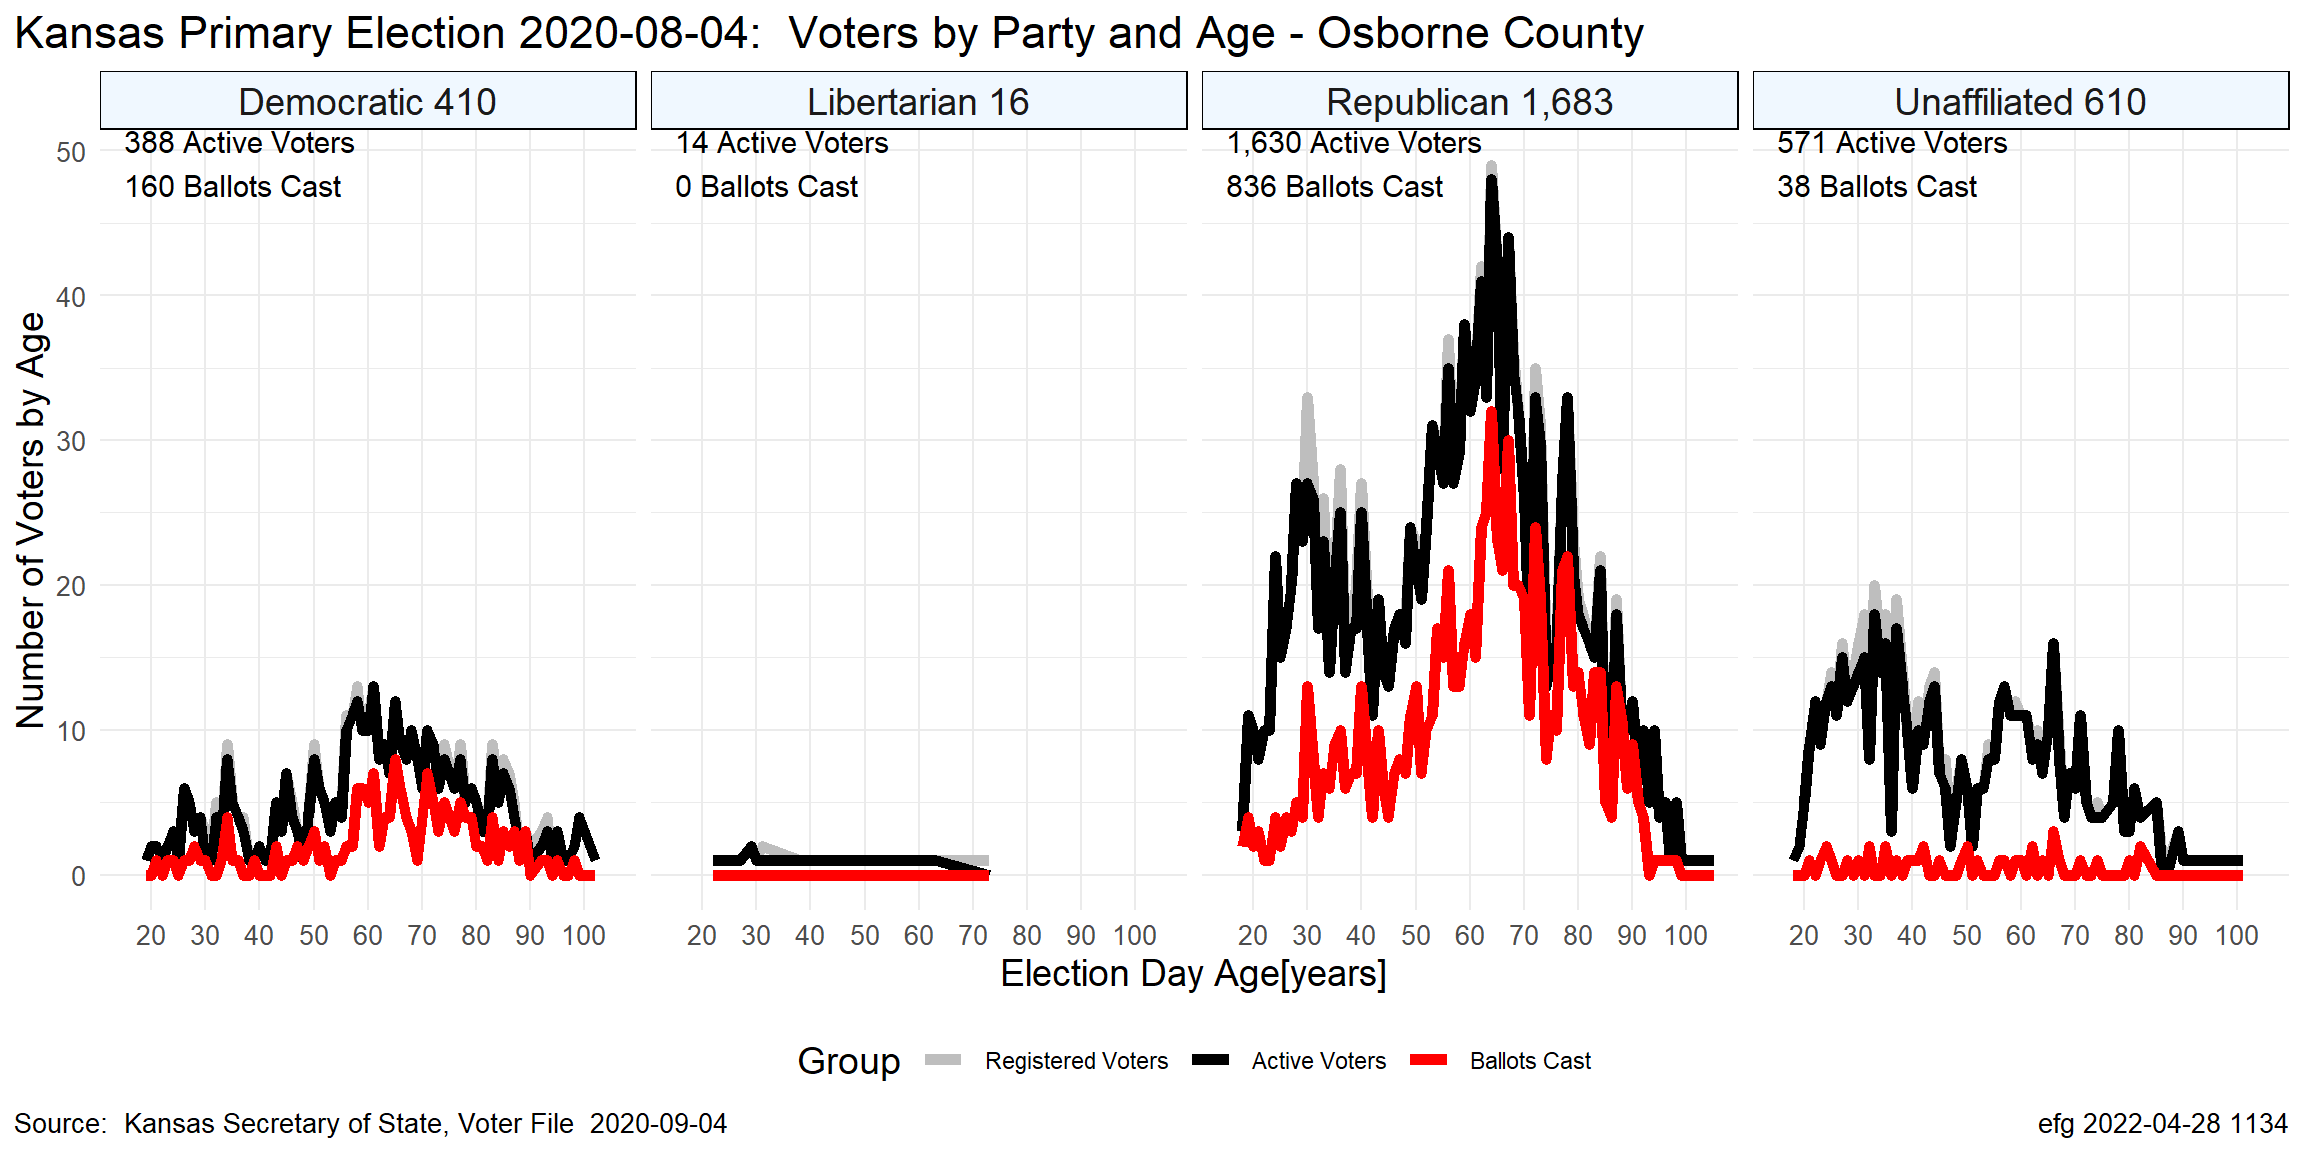 Kansas Primary Election 2020-08-04:  Voters by Party and Age - Osborne County
Democratic 410
Libertarian 16
Republican 1,683
Unaffiliated 610
388 Active Voters
160 Ballots Cast
14 Active Voters
0 Ballots Cast
1,630 Active Voters
836 Ballots Cast
571 Active Voters
38 Ballots Cast
Number of Voters by Age
50
40
30
20
10
0
20 30 40 50 60 70 80 90 100
20 30 40 50 60 70 80 90 100
20 30 40 50 60 70 80 90 100
20 30 40 50 60 70 80 90 100
Election Day Age[years]
Group Registered Voters Active Voters Ballots Cast
Source:  Kansas Secretary of State, Voter File  2020-09-04
efg 2022-04-28 1134